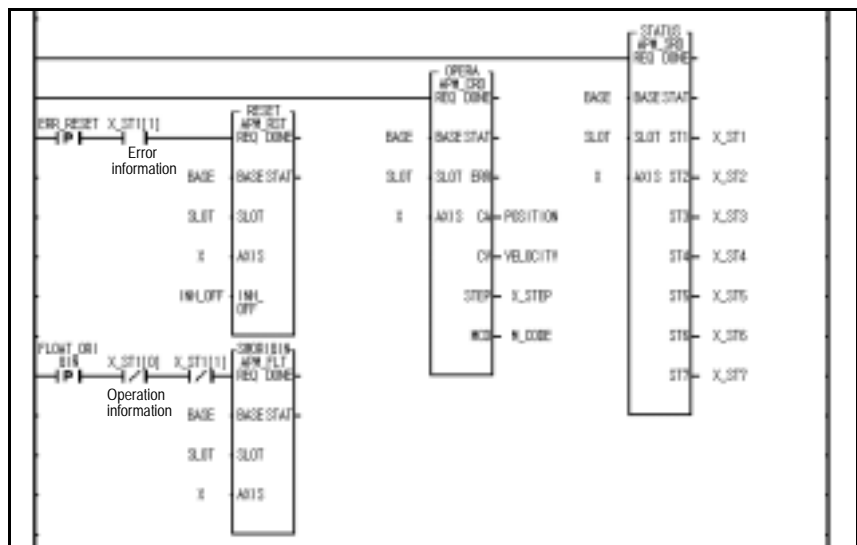 STATUS
APM_SRD
REQ DONE
OPERA
APM_CRD
REQ DONE
BASE BASE STAT
RESET
APM_RST
ERR_RESET X_ST1[1] REQ DONE
P
Error
information
BASE BASE STAT
SLOT SLOT ST1 X_ST1
BASE BASE STAT
SLOT SLOT ERR
X AXIS ST2 X_ST2
SLOT SLOT
X AXIS CA POSITION
ST3 X_ST3
X AXIS
CV VELOCITY
ST4 X_ST4
INH_OFF INH_
OFF
STEP X_STEP
ST5 X_ST5
FLOAT_ORI
GIN X_ST1[0] X_ST1[1]
P
APM_FLT
REQ DONE
MCD M_CODE
ST6 X_ST6
ST7 X_ST7
Operation
information
BASE BASE STAT
SLOT SLOT
X AXIS